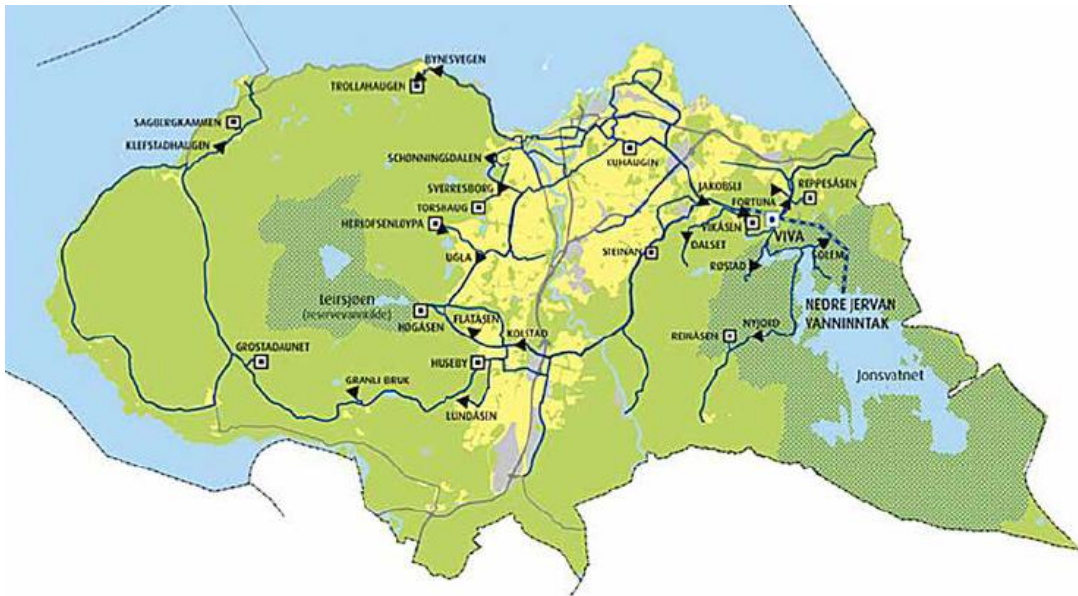 BYNESVEGEN
TROLLAHAUGEN
SAGBERGKAMMEN
KLEFSTADHAUGEN
SCHØNNINGSDALEN
KUHAUGEN
SVERRESBORG
JAKOBSLI
REPPESÅSEN
FORTUNA
TORSHAUG
HERLOFSENLØYPA
VIKÅSEN
VIVA
DALSET
STEINAN
UGLA
SOLEM
RØSTAD
Leirsjøen
(reservevannkilde)
HØGÅSEN
NEDRE JERVAN
VANNINNTAK
FLATÅSEN
KOLSTAD
REINÅSEN
NYJORD
GROSTADAUNET
HUSEBY
Jonsvatnet
GRANLI BRUK
LUNDÅSEN